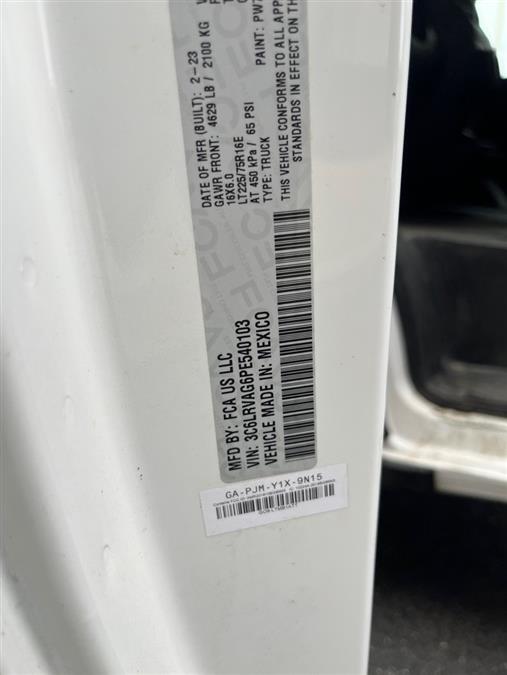 MFD BY: FCA US LLC
VIN: 3C6LRVAG6PE540103
VEHICLE MADE IN: MEXICO
DATE OF MFR (BUILT): 2-23
GAWR FRONT: 4629 LB / 2100 KG
16X6.0
LT225/75R16E
AT 450 kPa / 65 PSI
TYPE: TRUCK
PAINT: PW7
THIS VEHICLE CONFORMS TO ALL APP
STANDARDS IN EFFECT ON THE
GA-PJM-Y1X-9N15